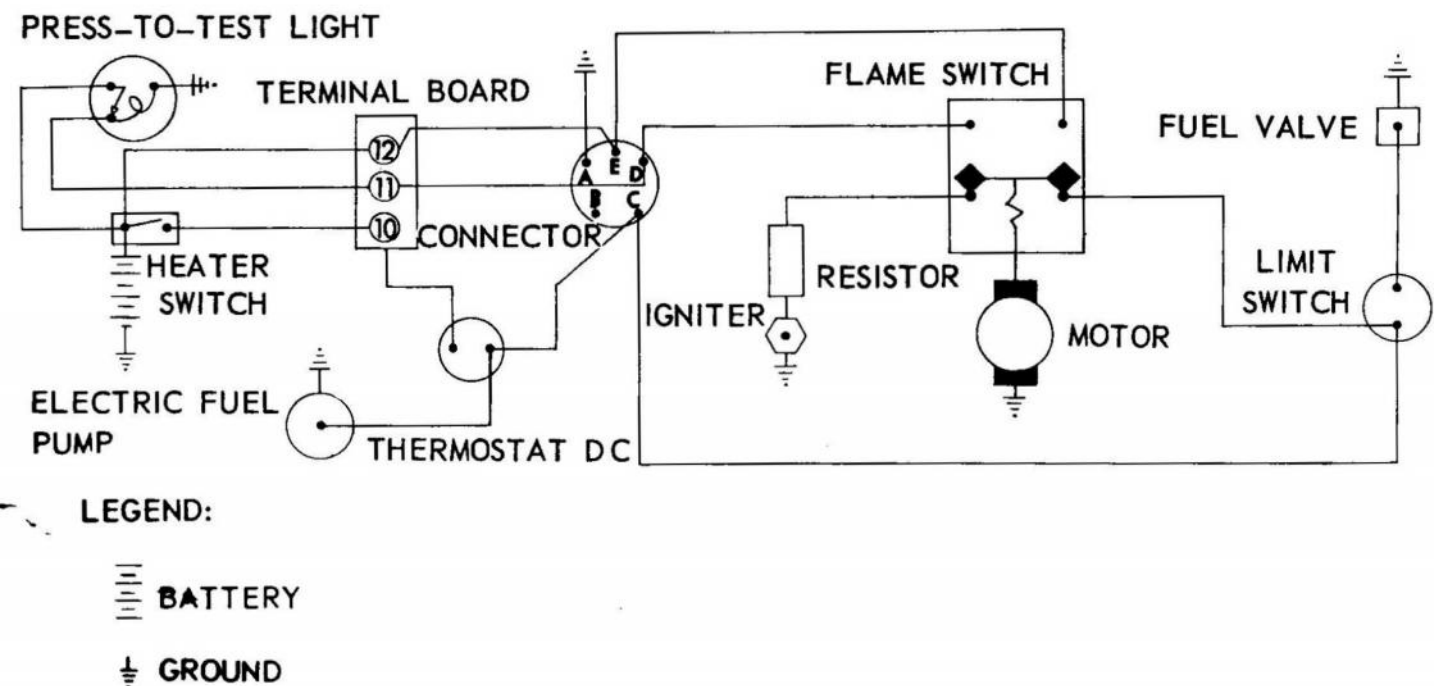 PRESS-TO-TEST LIGHT
TERMINAL BOARD
FLAME SWITCH
FUEL VALVE
12
11
10
A
E
D
B
C
CONNECTOR
HEATER
SWITCH
RESISTOR
IGNITER
MOTOR
LIMIT
SWITCH
ELECTRIC FUEL
PUMP
THERMOSTAT DC
LEGEND:
BATTERY
GROUND